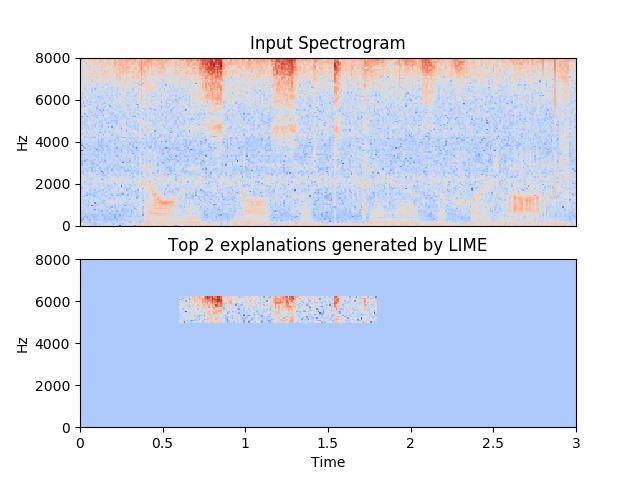 Input Spectrogram
8000
6000
4000
2000
0
Hz
Top 2 explanations generated by LIME
8000
6000
4000
2000
0
Hz
0 0.5 1 1.5 2 2.5 3
Time